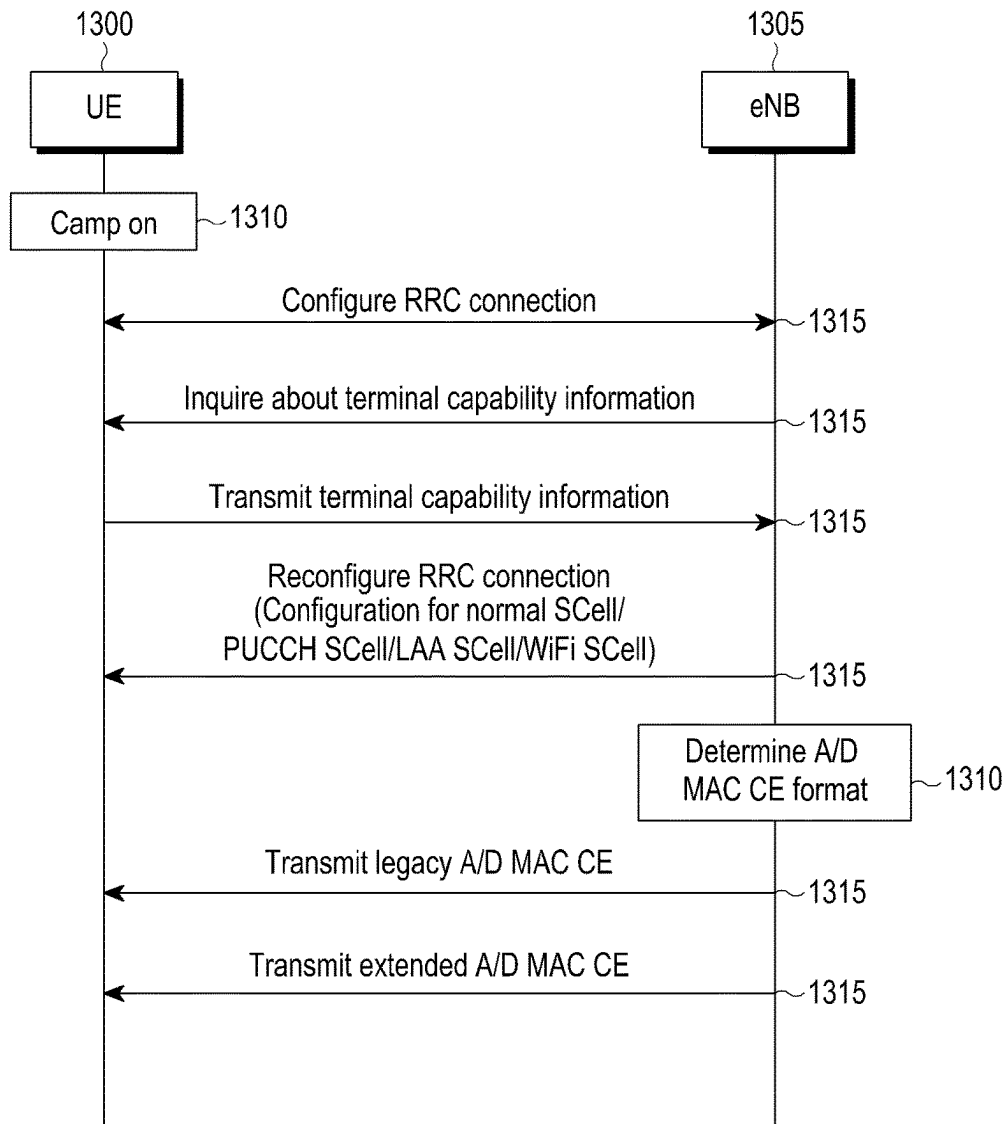 1300
1305
UE
eNB
Camp on
1310
Configure RRC connection
1315
Inquire about terminal capability information
1315
Transmit terminal capability information
1315
Reconfigure RRC connection
(Configuration for normal SCell/
PUCCH SCell/LAA SCell/WiFi SCell)
1315
Determine A/D
MAC CE format
1310
Transmit legacy A/D MAC CE
1315
Transmit extended A/D MAC CE
1315